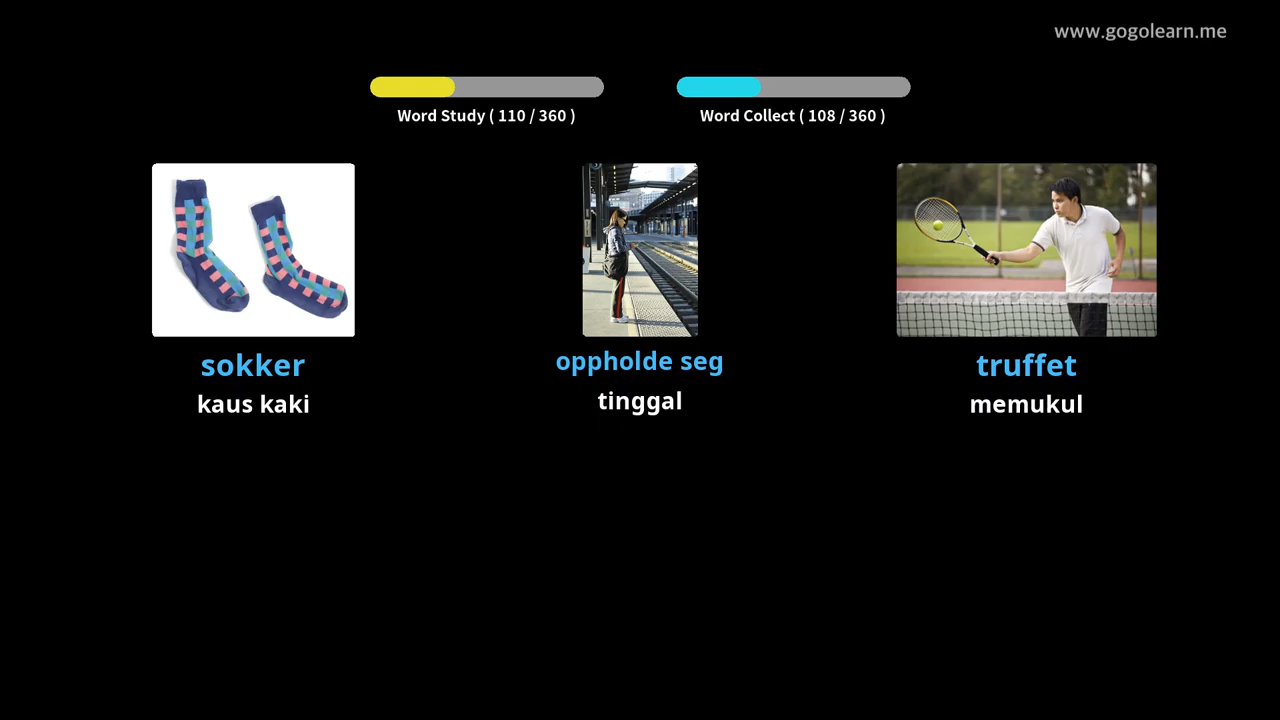 www.gogolearn.me
Word Study ( 110 / 360 )
Word Collect ( 108 / 360 )
sokker
oppholde seg
truffet
kaus kaki
tinggal
memukul